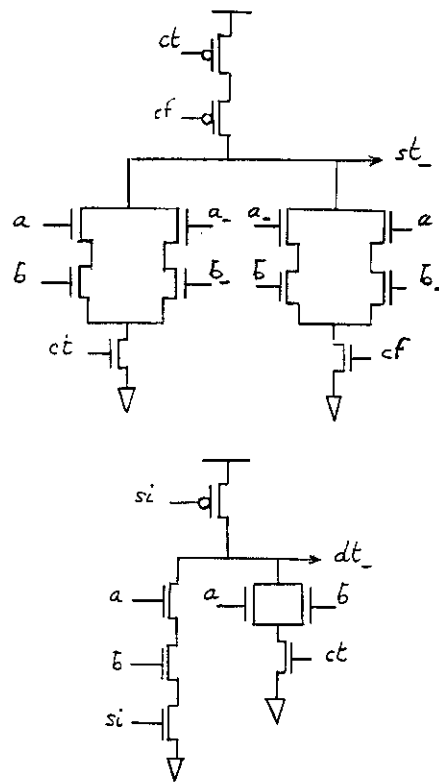 ct
cf
st_
a a_ a_ a
b b_ b b_
ct cf
si
dt_
a a b
b ct
si